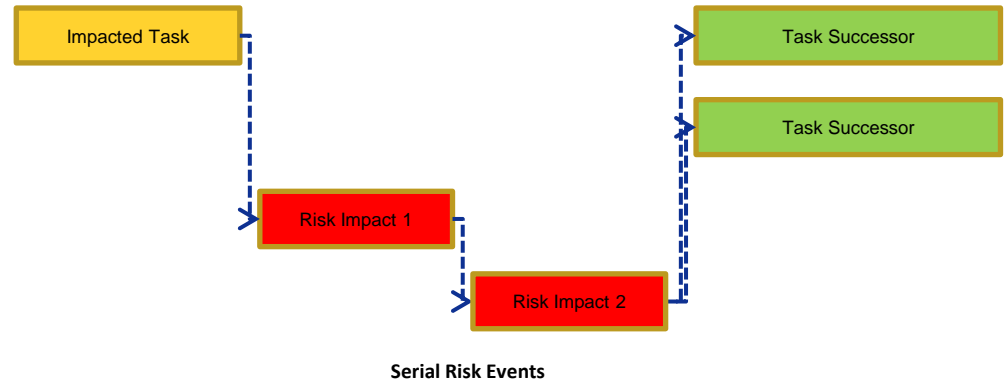 Impacted Task
Task Successor
Task Successor
Risk Impact 1
Risk Impact 2
Serial Risk Events